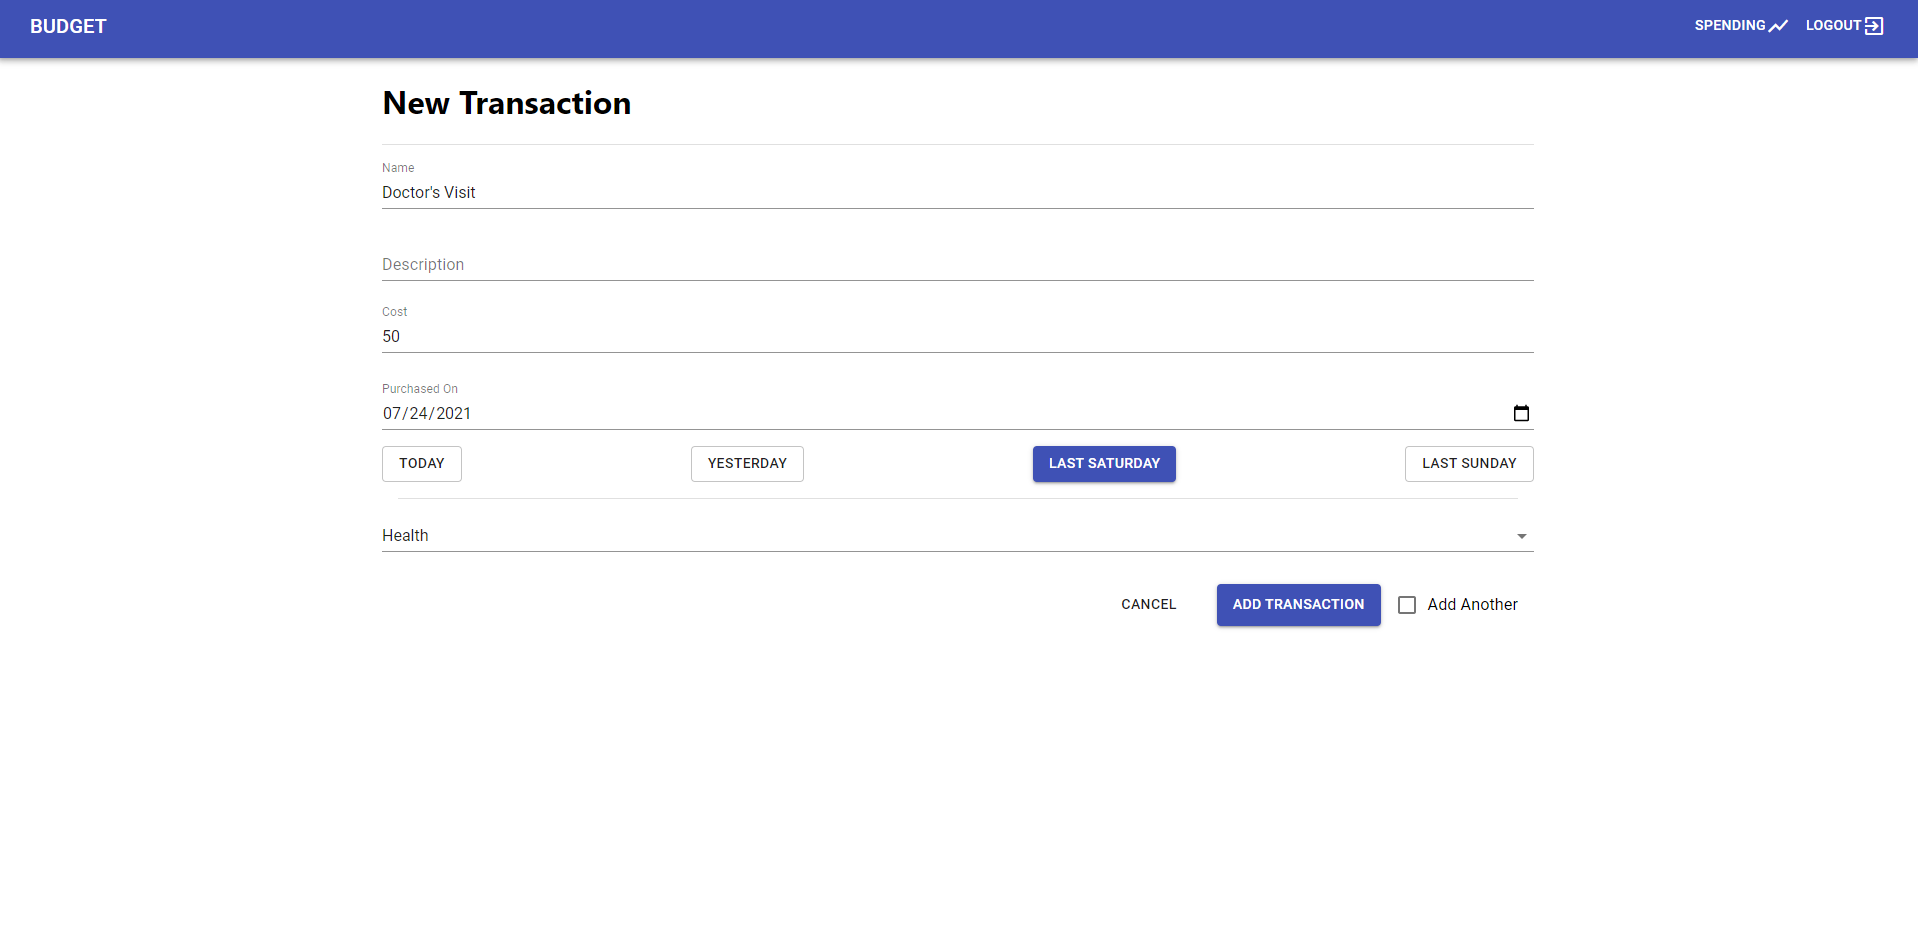 BUDGET
SPENDING LOGOUT
New Transaction
Name
Doctor's Visit
Description
Cost
50
Purchased On
07/24/2021
TODAY YESTERDAY LAST SATURDAY LAST SUNDAY
Health
CANCEL ADD TRANSACTION Add Another